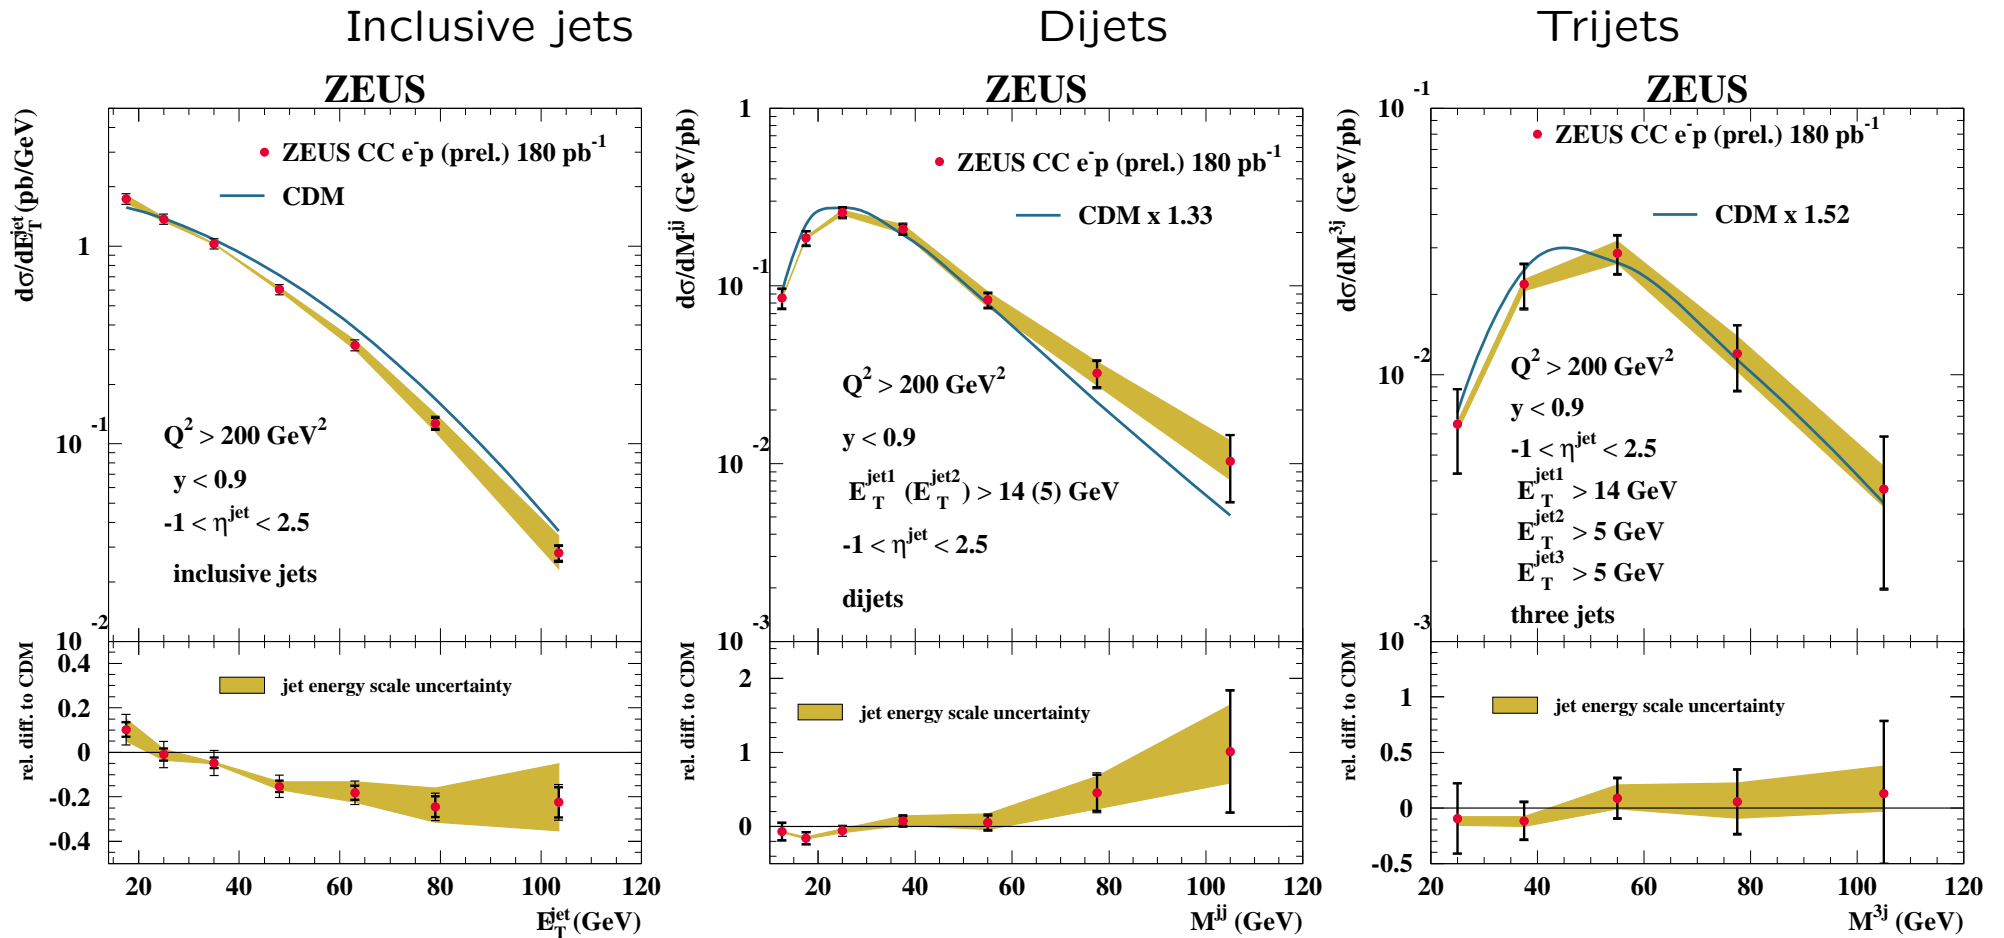 Inclusive jets
Dijets
Trijets
ZEUS
dσ/dE_T^jet (pb/GeV)
ZEUS CC e⁻p (prel.) 180 pb⁻¹
CDM
1
10⁻¹
10⁻²
Q² > 200 GeV²
y < 0.9
-1 < η^jet < 2.5
inclusive jets
rel. diff. to CDM
jet energy scale uncertainty
0.4
0.2
0
-0.2
-0.4
20 40 60 80 100 120
E_T^jet (GeV)
ZEUS
dσ/dM^jj (GeV/pb)
ZEUS CC e⁻p (prel.) 180 pb⁻¹
CDM x 1.33
1
1
10⁻¹
10⁻²
10⁻³
Q² > 200 GeV²
y < 0.9
E_T^jet1 (E_T^jet2) > 14 (5) GeV
-1 < η^jet < 2.5
dijets
rel. diff. to CDM
jet energy scale uncertainty
2
1
0
20 40 60 80 100 120
M^jj (GeV)
ZEUS
dσ/dM^3j (GeV/pb)
ZEUS CC e⁻p (prel.) 180 pb⁻¹
CDM x 1.52
10⁻¹
10⁻²
10⁻³
Q² > 200 GeV²
y < 0.9
-1 < η^jet < 2.5
E_T^jet1 > 14 GeV
E_T^jet2 > 5 GeV
E_T^jet3 > 5 GeV
three jets
rel. diff. to CDM
jet energy scale uncertainty
1
0.5
0
-0.5
20 40 60 80 100 120
M^3j (GeV)